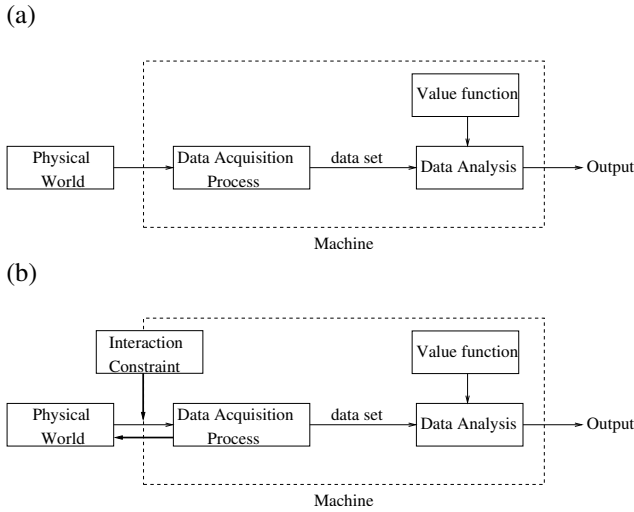 (a)
Value function
Physical
World
Data Acquisition
Process
data set
Data Analysis
Output
Machine
(b)
Interaction
Constraint
Value function
Physical
World
Data Acquisition
Process
data set
Data Analysis
Output
Machine